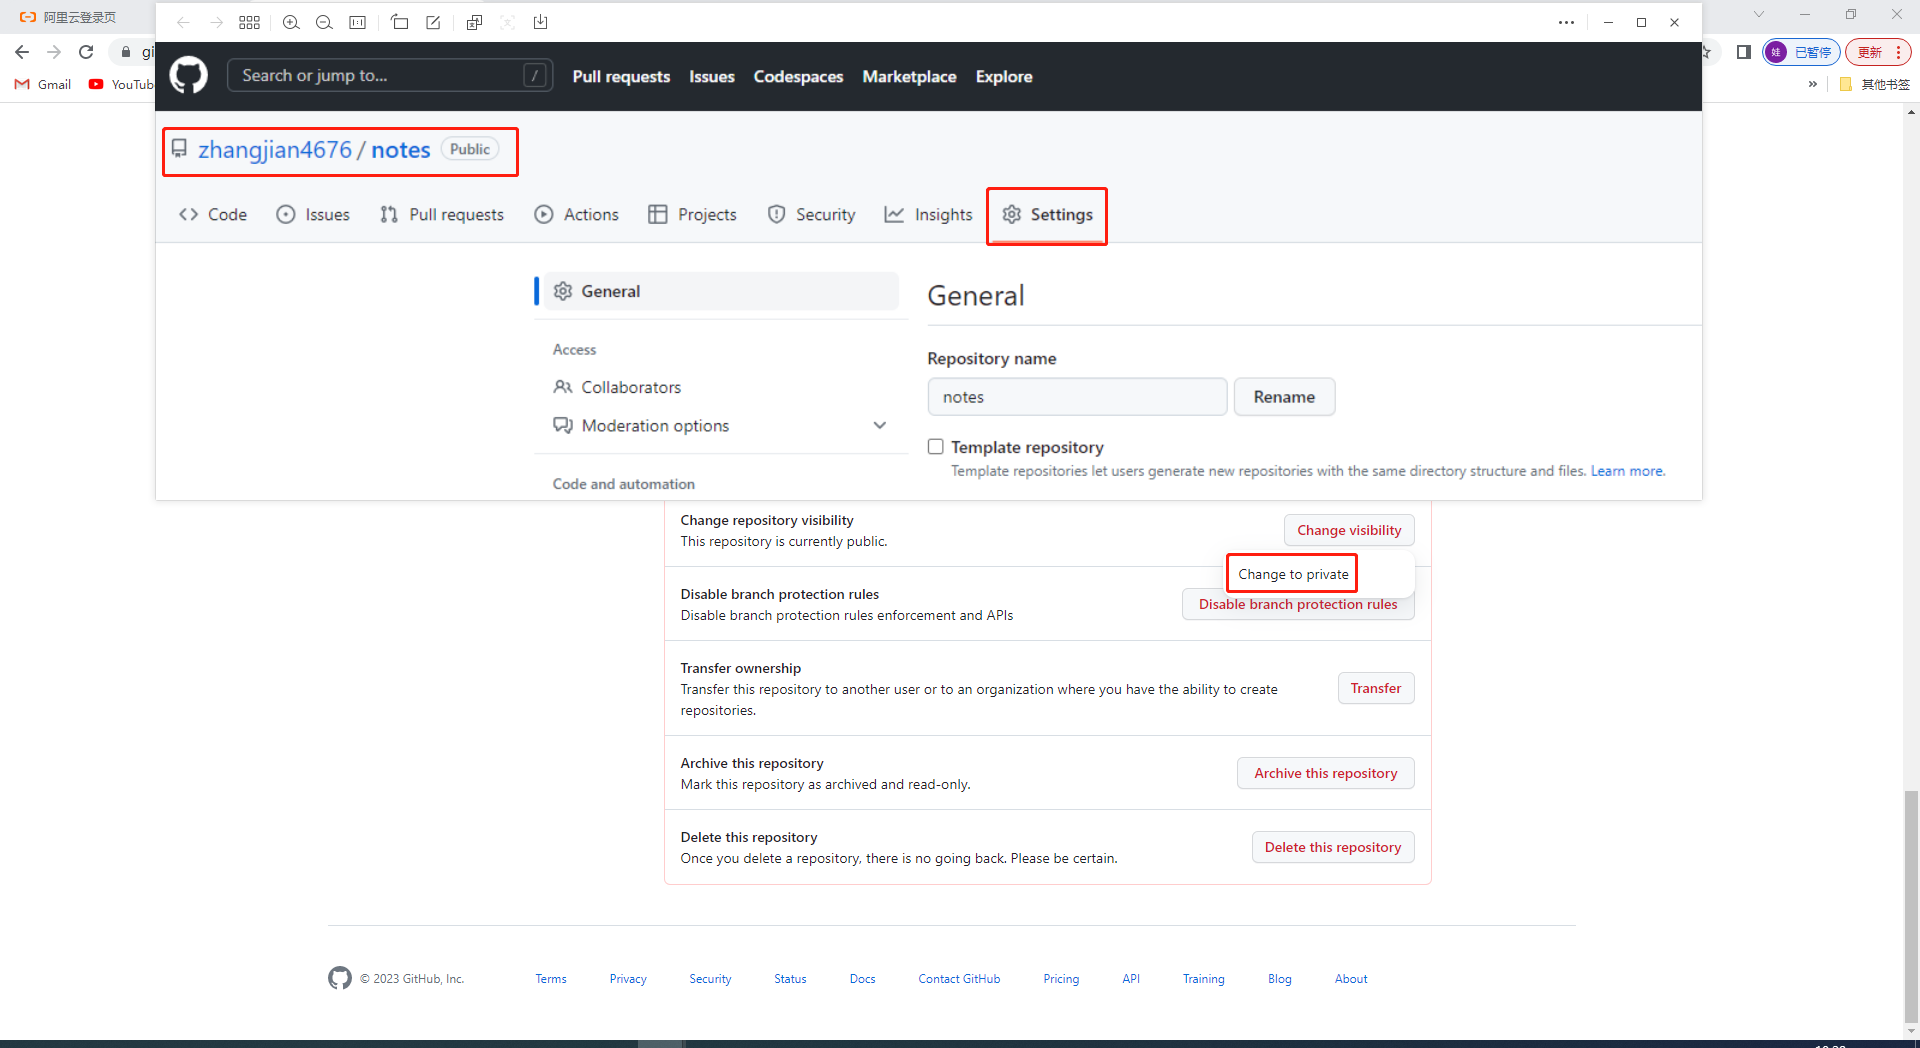 阿里云登录页
gi
已暂停
更新
Gmail
YouTub
»
其他书签
Search or jump to...
/
Pull requests
Issues
Codespaces
Marketplace
Explore
zhangjian4676 / notes
Public
Code
Issues
Pull requests
Actions
Projects
Security
Insights
Settings
General
Access
Collaborators
Moderation options
Code and automation
General
Repository name
notes
Rename
Template repository
Template repositories let users generate new repositories with the same directory structure and files. Learn more.
Change repository visibility
This repository is currently public.
Change visibility
Change to private
Disable branch protection rules
Disable branch protection rules enforcement and APIs
Disable branch protection rules
Transfer ownership
Transfer this repository to another user or to an organization where you have the ability to create
repositories.
Transfer
Archive this repository
Mark this repository as archived and read-only.
Archive this repository
Delete this repository
Once you delete a repository, there is no going back. Please be certain.
Delete this repository
© 2023 GitHub, Inc.
Terms
Privacy
Security
Status
Docs
Contact GitHub
Pricing
API
Training
Blog
About